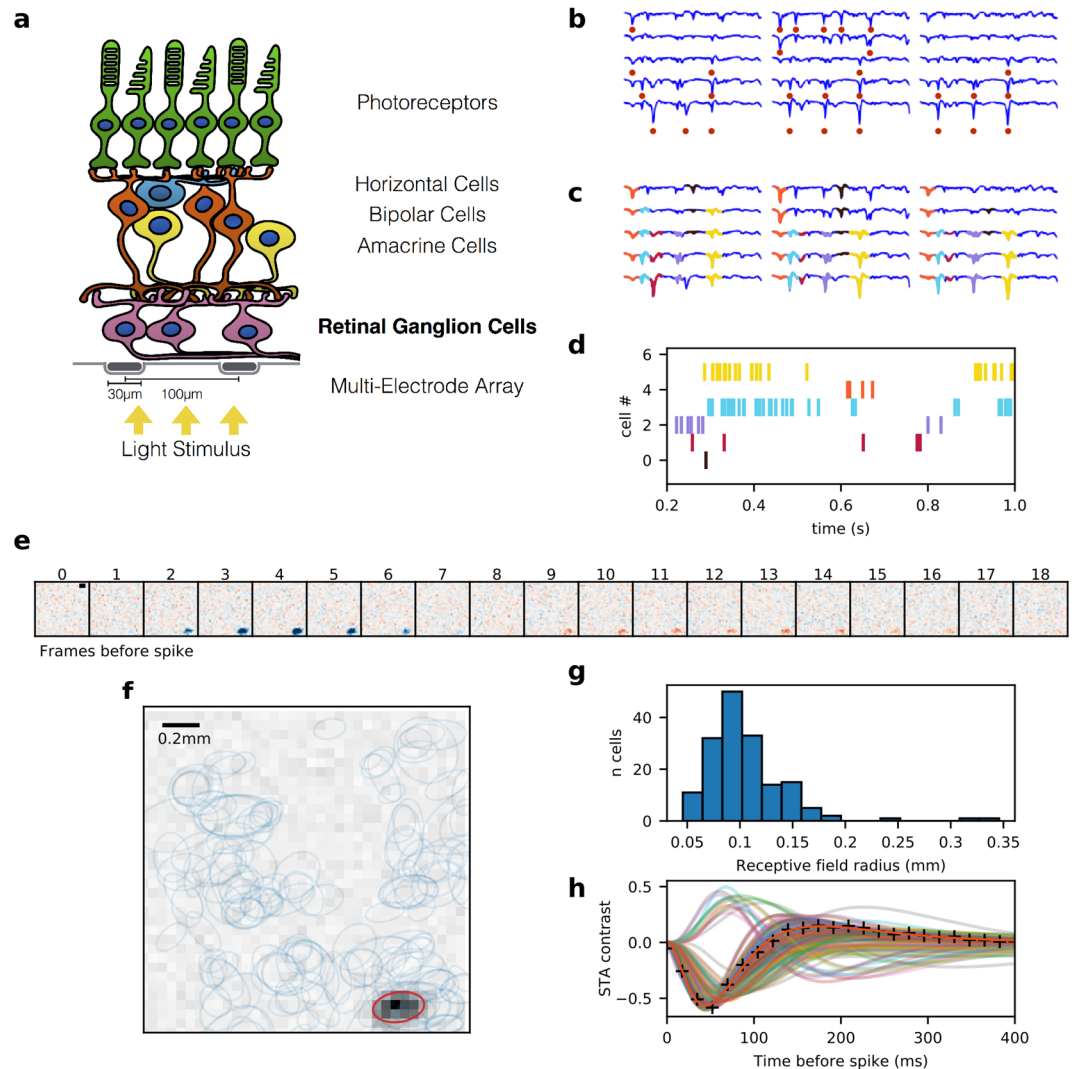 a
Photoreceptors
Horizontal Cells
Bipolar Cells
Amacrine Cells
Retinal Ganglion Cells
Multi-Electrode Array
30μm
100μm
Light Stimulus
b
c
d
6
4
2
0
cell #
0.2
0.4
0.6
0.8
1.0
time (s)
e
0 1 2 3 4 5 6 7 8 9 10 11 12 13 14 15 16 17 18
Frames before spike
f
0.2mm
g
40
20
0
n cells
0.05 0.1 0.15 0.2 0.25 0.3 0.35
Receptive field radius (mm)
h
0.5
0.0
−0.5
STA contrast
0 100 200 300 400
Time before spike (ms)